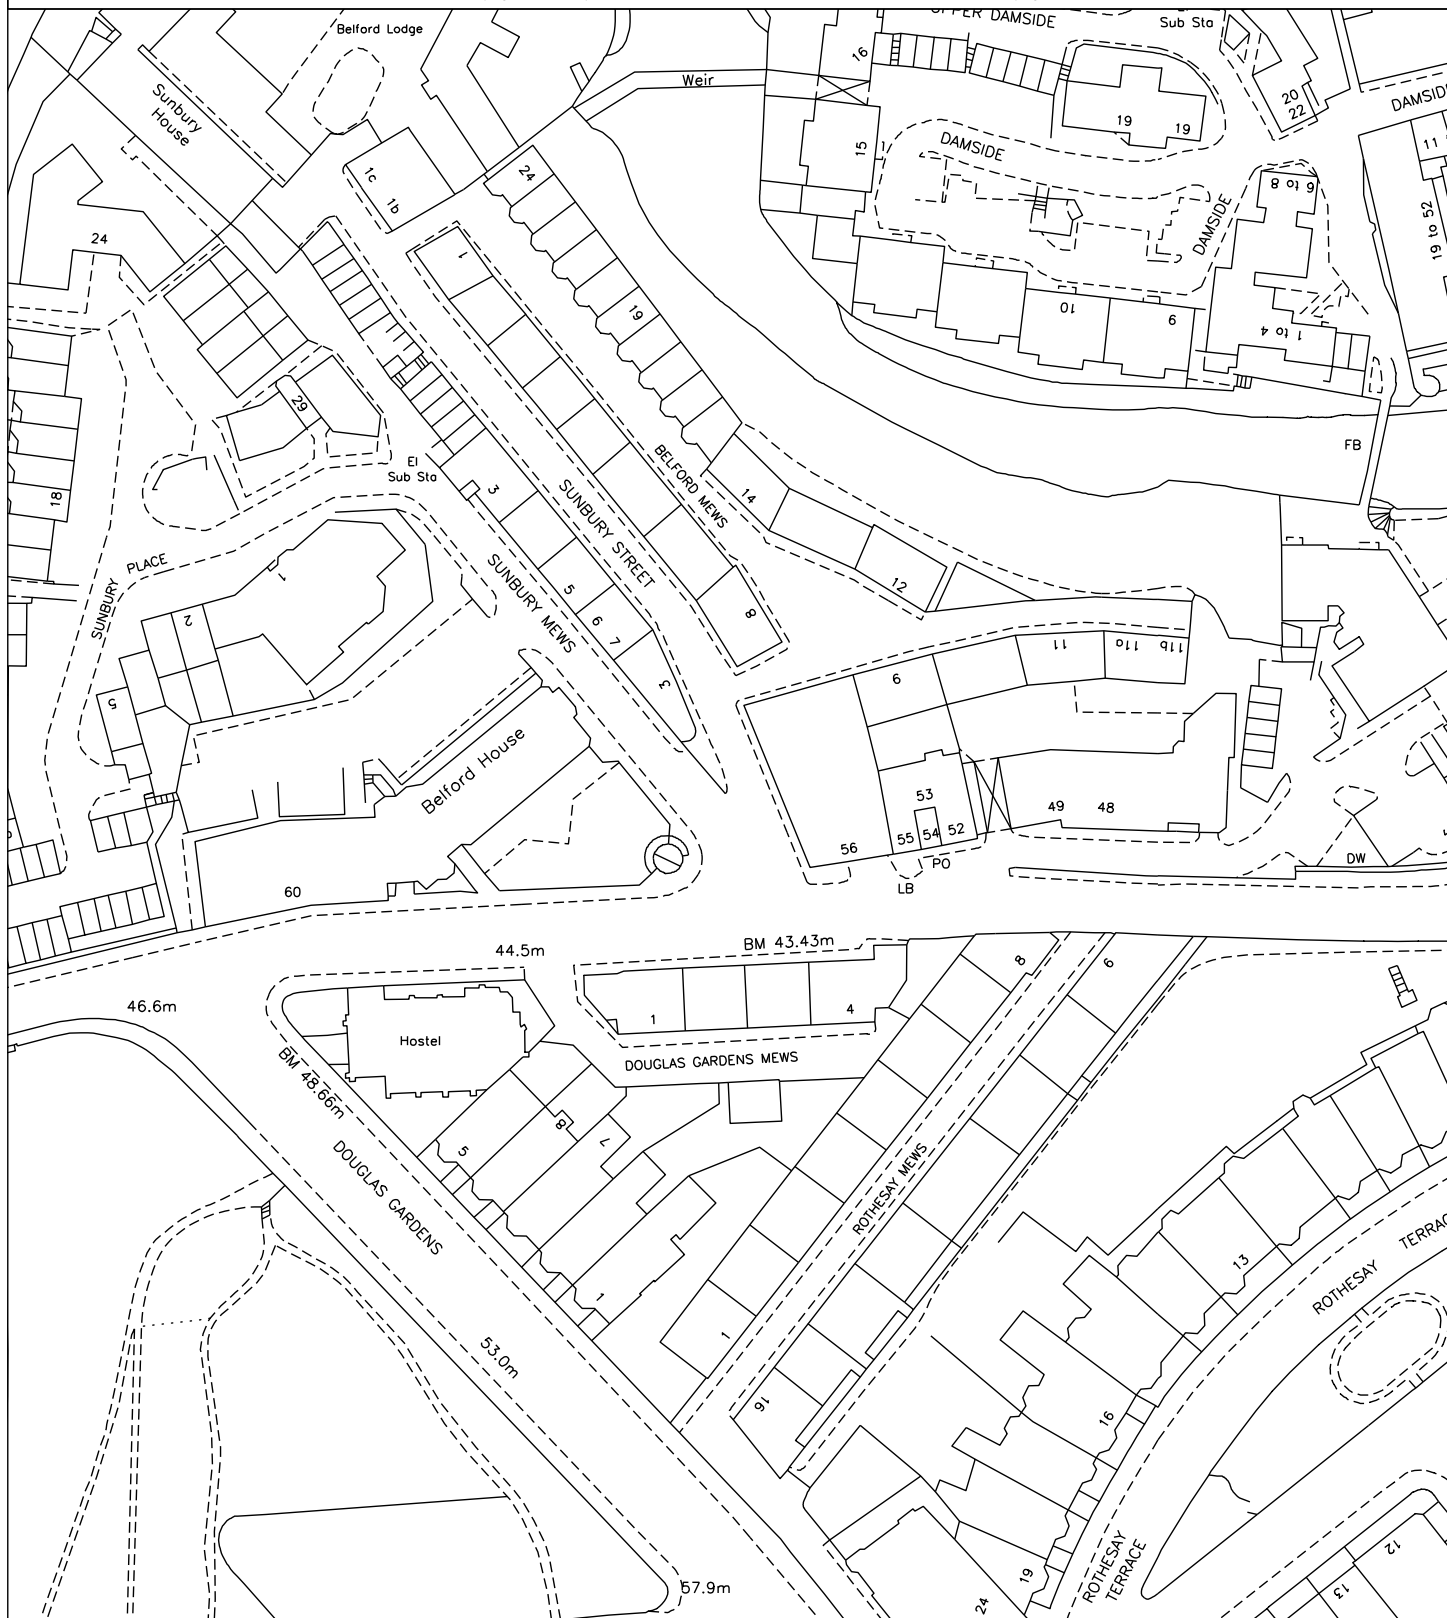 UPPER DAMSIDE
Sub Sta
Belford Lodge
16
Weir
Sunbury
House
20
22
DAMSIDE
19
19
11
DAMSIDE
15
1c
1b
24
6 to 8
19 to 52
DAMSIDE
24
1
19
10
9
1 to 4
29
FB
El
Sub Sta
3
BELFORD MEWS
14
18
SUNBURY STREET
12
SUNBURY
PLACE
1
SUNBURY MEWS
5
6
7
8
2
3
11
11a
11b
9
5
Belford House
53
49
48
55
54
52
56
PO
LB
DW
60
44.5m
BM 43.43m
8
6
46.6m
Hostel
1
4
DOUGLAS GARDENS MEWS
BM 48.66m
5
8
7
DOUGLAS GARDENS
ROTHESAY MEWS
1
13
ROTHESAY
TERRAC
53.0m
1
16
16
57.9m
19
24
ROTHESAY
TERRACE
12
13